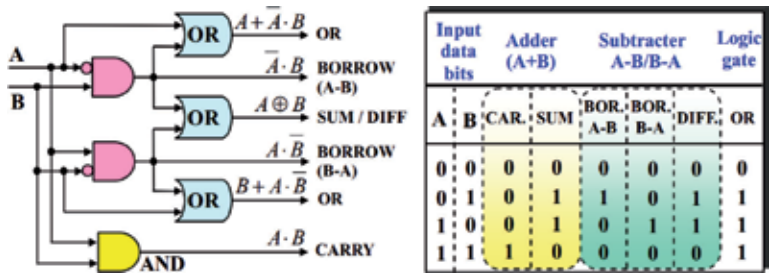 A
B
OR
OR
OR
AND
A + A̅ · B
OR
A̅ · B
BORROW
(A-B)
A ⊕ B
SUM / DIFF
A · B̅
BORROW
(B-A)
B + A · B̅
OR
A · B
CARRY
Input data bits
Adder (A+B)
Subtracter A-B/B-A
Logic gate
A B CAR. SUM BOR. A-B BOR. B-A DIFF. OR
0 0 0 0 0 0 0 0
0 1 0 1 1 0 1 1
1 0 0 1 0 1 1 1
1 1 1 0 0 0 0 1